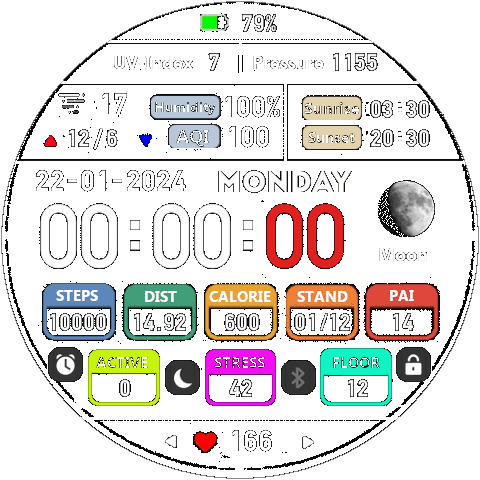 79%
UV.Index 7 | Pressure 1155
17 Humidity 100% Sunrise 03:30
12/6 AQI 100 Sunset 20:30
22-01-2024 MONDAY
00:00:00
Moon
STEPS DIST CALORIE STAND PAI
10000 14.92 600 01/12 14
ACTIVE STRESS FLOOR
0 42 12
166